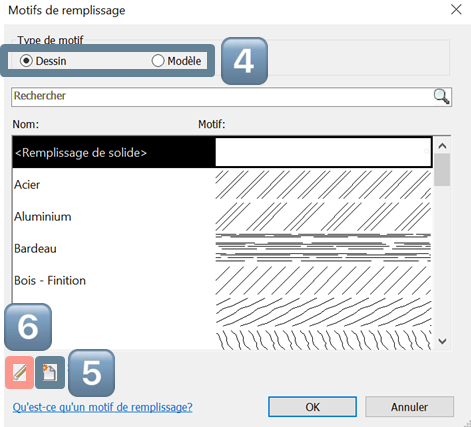 Motifs de remplissage
Type de motif
Dessin Modèle
4
Rechercher
Nom: Motif:
<Remplissage de solide>
Acier
Aluminium
Bardeau
Bois - Finition
6
5
Qu'est-ce qu'un motif de remplissage?
OK Annuler